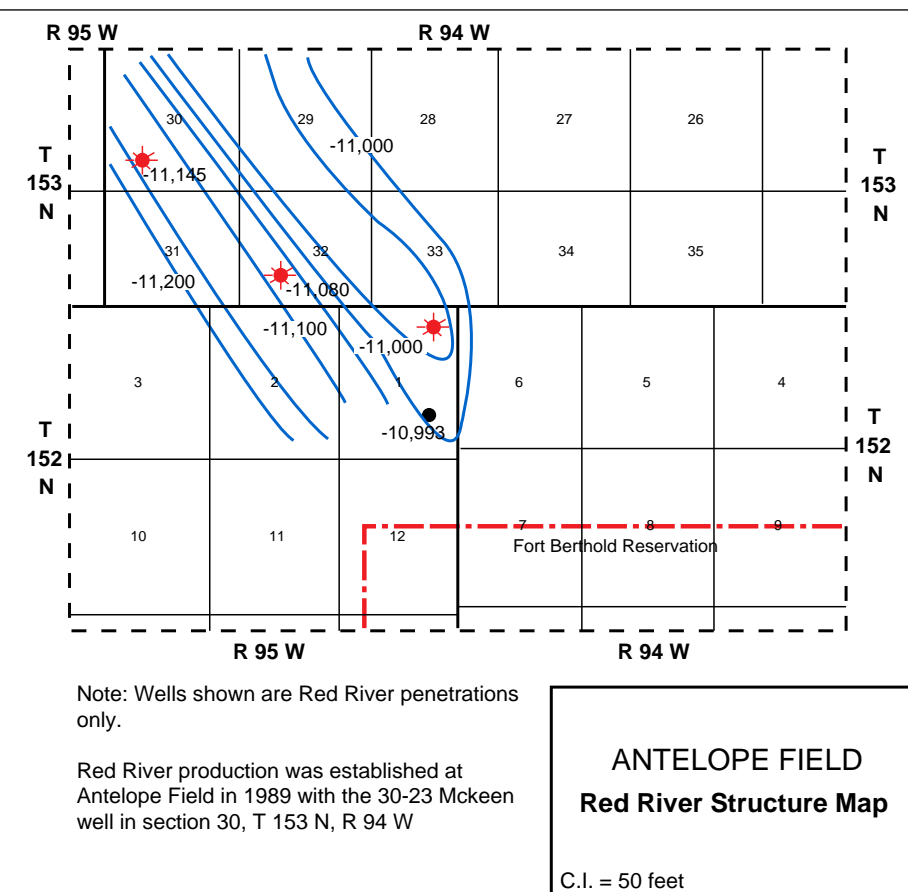 R 95 W R 94 W
30 29 28 27 26
-11,000
T T
-11,145
153 153
N N
31 32 33 34 35
-11,200
-11.080
-11,100
-11,000
3 2 1 6 5 4
T T
-10,993
152 152
N N
10 11 12 7 8 9
Fort Berthold Reservation
R 95 W R 94 W
Note: Wells shown are Red River penetrations
only.
Red River production was established at
Antelope Field in 1989 with the 30-23 Mckeen
well in section 30, T 153 N, R 94 W
ANTELOPE FIELD
Red River Structure Map
C.I. = 50 feet